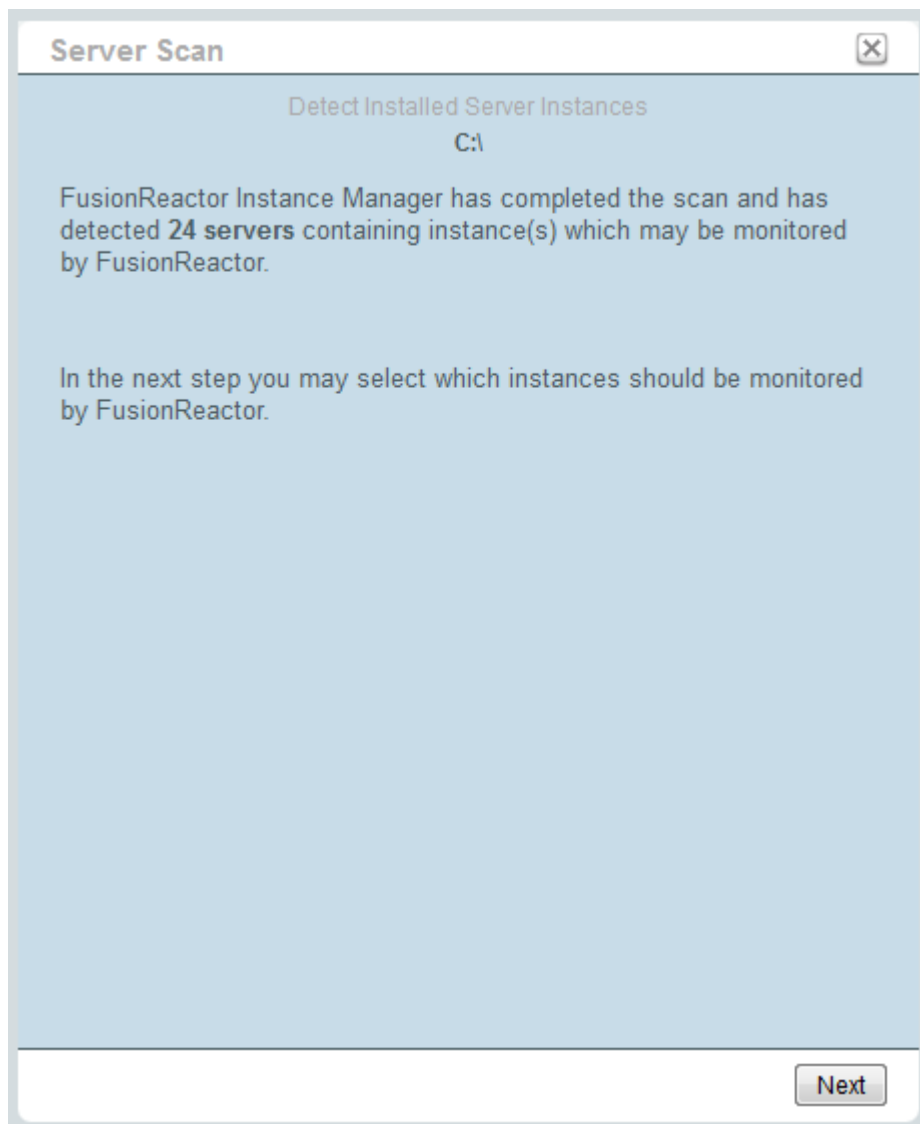 Server Scan
Detect Installed Server Instances
C:\
FusionReactor Instance Manager has completed the scan and has
detected 24 servers containing instance(s) which may be monitored
by FusionReactor.
In the next step you may select which instances should be monitored
by FusionReactor.
Next